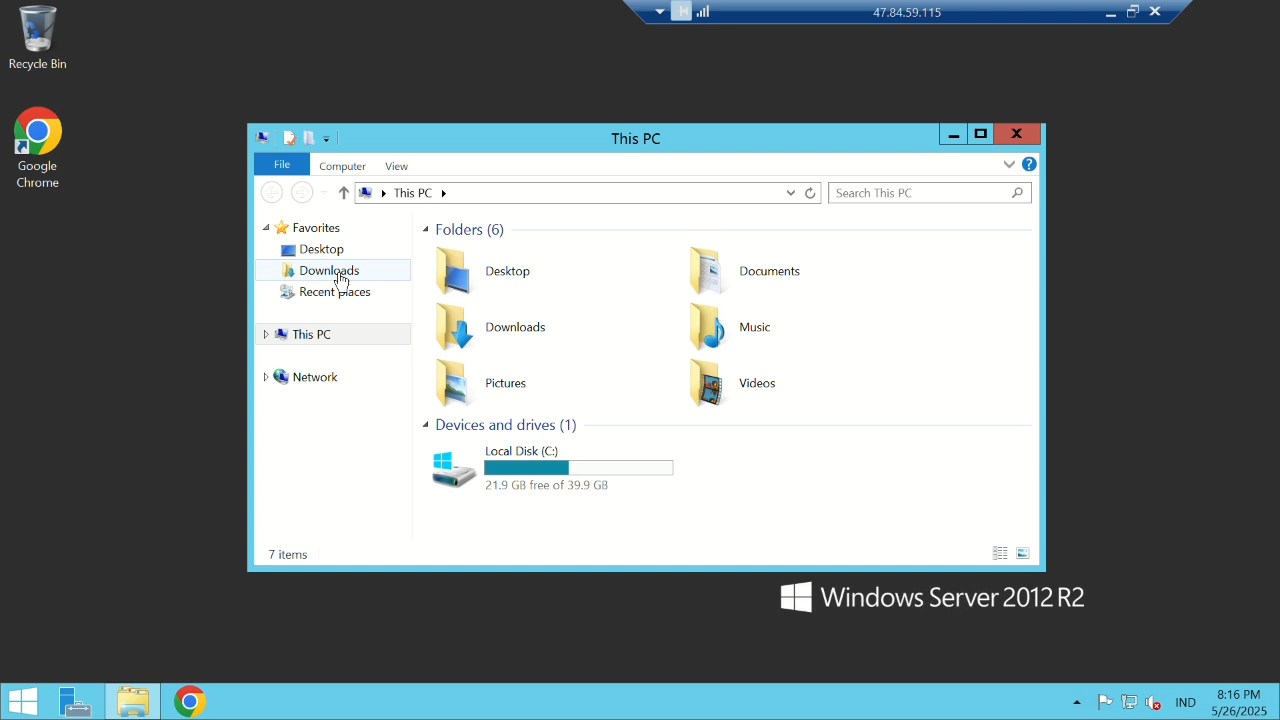 47.84.59.115
Recycle Bin
Google
Chrome
This PC
File Computer View
This PC
Search This PC
Favorites
Desktop
Downloads
Recent places
This PC
Network
Folders (6)
Desktop
Documents
Downloads
Music
Pictures
Videos
Devices and drives (1)
Local Disk (C:)
21.9 GB free of 39.9 GB
7 items
Windows Server 2012 R2
IND
8:16 PM
5/26/2025